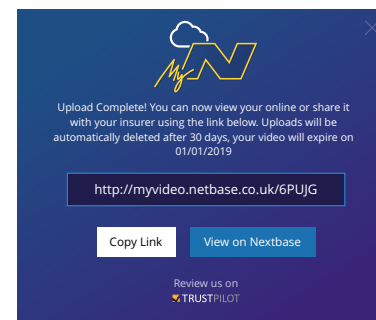 My N
Upload Complete! You can now view your online or share it
with your insurer using the link below. Uploads will be
automatically deleted after 30 days, your video will expire on
01/01/2019
http://myvideo.netbase.co.uk/6PUJG
Copy Link View on Nextbase
Review us on
TRUSTPILOT